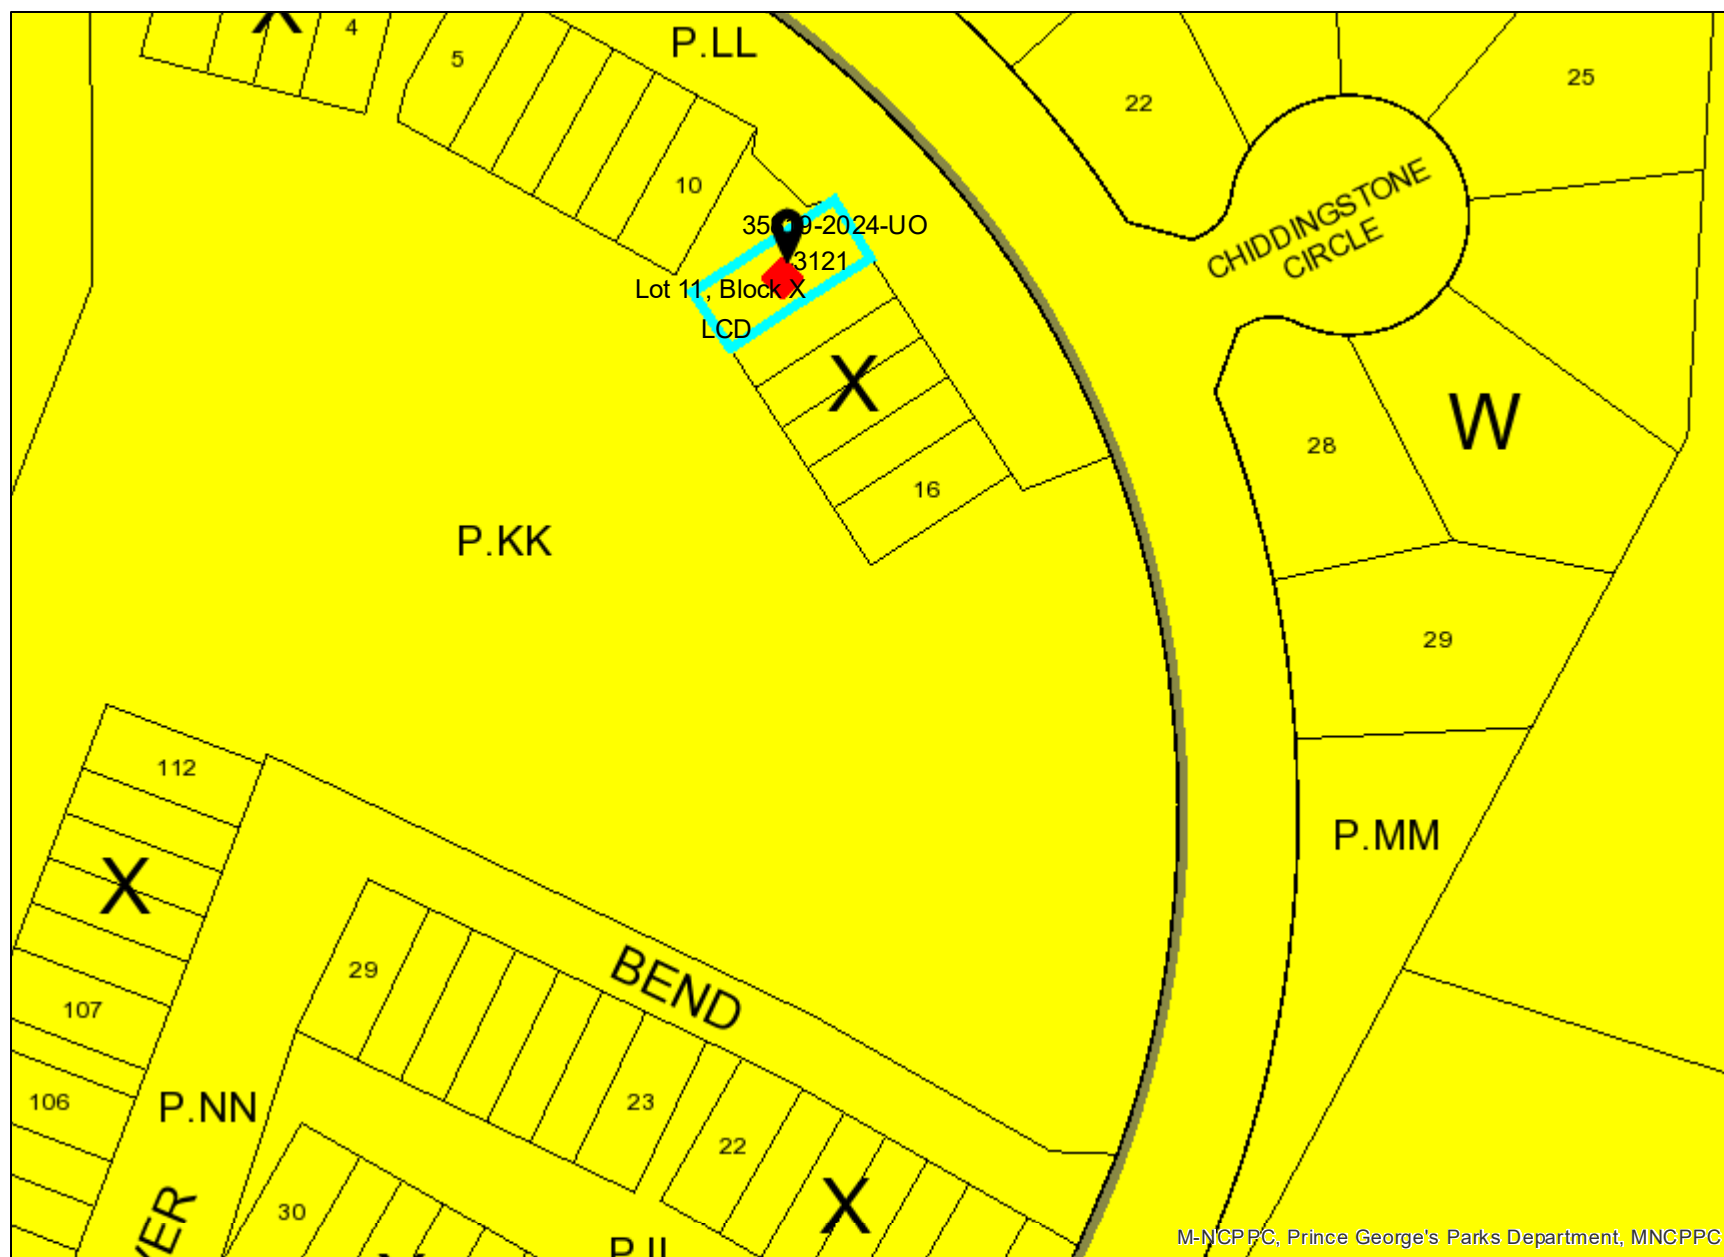 4
5
P.LL
22
25
10
CHIDDINGSTONE
CIRCLE
-2024-UO
3121
Lot 11, Block X
LCD
X
W
28
16
P.KK
29
112
P.MM
X
29
BEND
107
106
P.NN
23
22
X
30
M-NCPPC, Prince George's Parks Department, MNCPPC